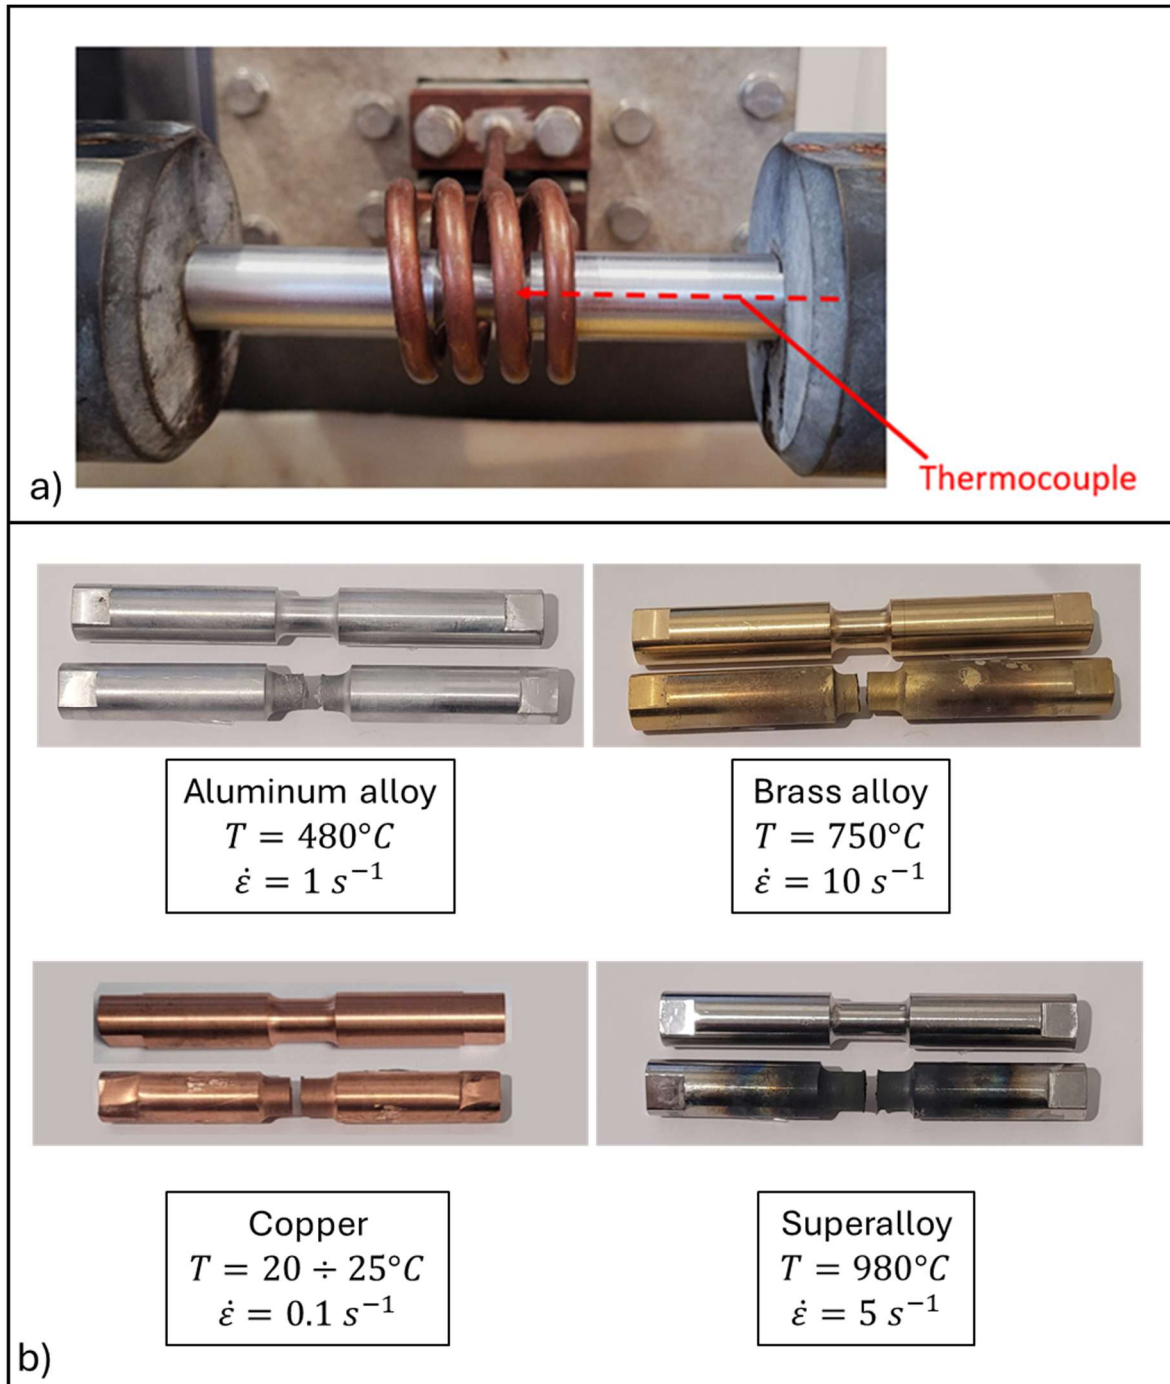 Thermocouple
a)
Aluminum alloy
T = 480°C
ε̇ = 1 s⁻¹
Brass alloy
T = 750°C
ε̇ = 10 s⁻¹
Copper
T = 20 ÷ 25°C
ε̇ = 0.1 s⁻¹
Superalloy
T = 980°C
ε̇ = 5 s⁻¹
b)